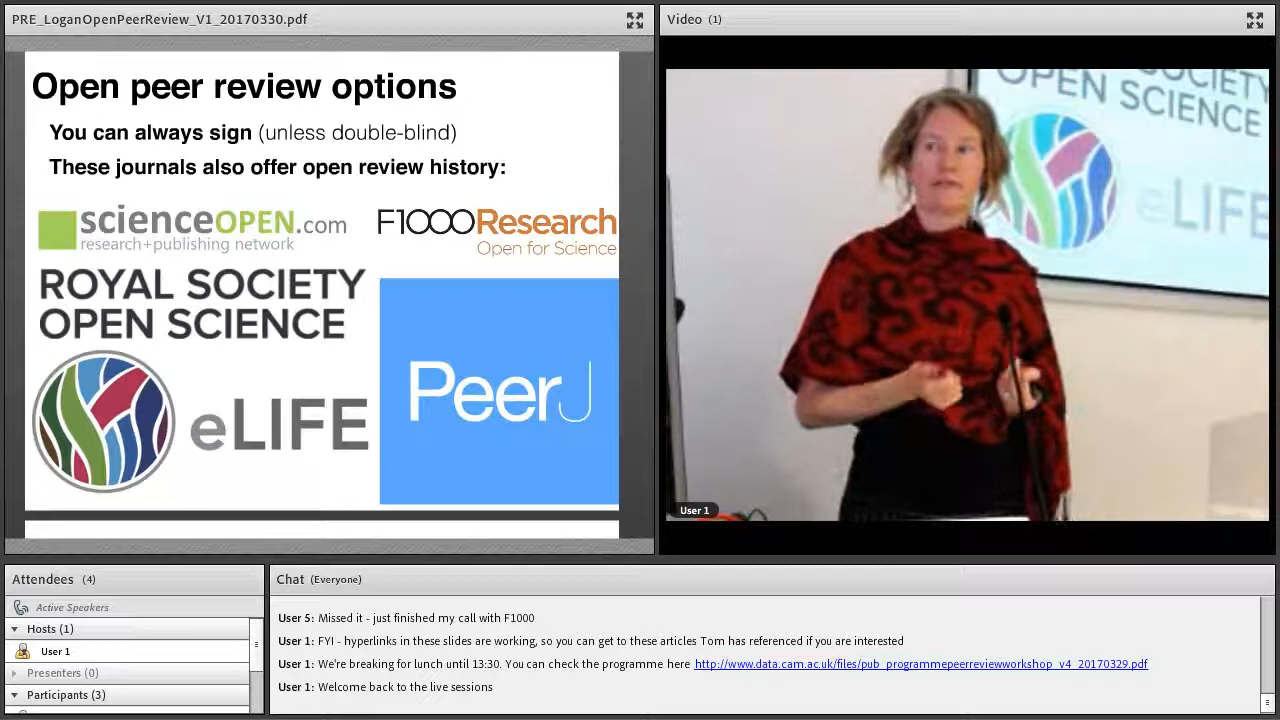 PRE_LoganOpenPeerReview_V1_20170330.pdf
Open peer review options
You can always sign (unless double-blind)
These journals also offer open review history:
scienceOPEN.com
research+publishing network
F1000Research
Open for Science
ROYAL SOCIETY
OPEN SCIENCE
eLIFE
PeerJ
Video (1)
SOCIETY
OPEN SCIENCE
eLIFE
User 1
Attendees (4)
Active Speakers
Hosts (1)
User 1
Presenters (0)
Participants (3)
Chat (Everyone)
User 5: Missed it - just finished my call with F1000
User 1: FYI - hyperlinks in these slides are working, so you can get to these articles Tom has referenced if you are interested
User 1: We're breaking for lunch until 13:30. You can check the programme here http://www.data.cam.ac.uk/files/pub_programmepeerreviewworkshop_v4_20170329.pdf
User 1: Welcome back to the live sessions